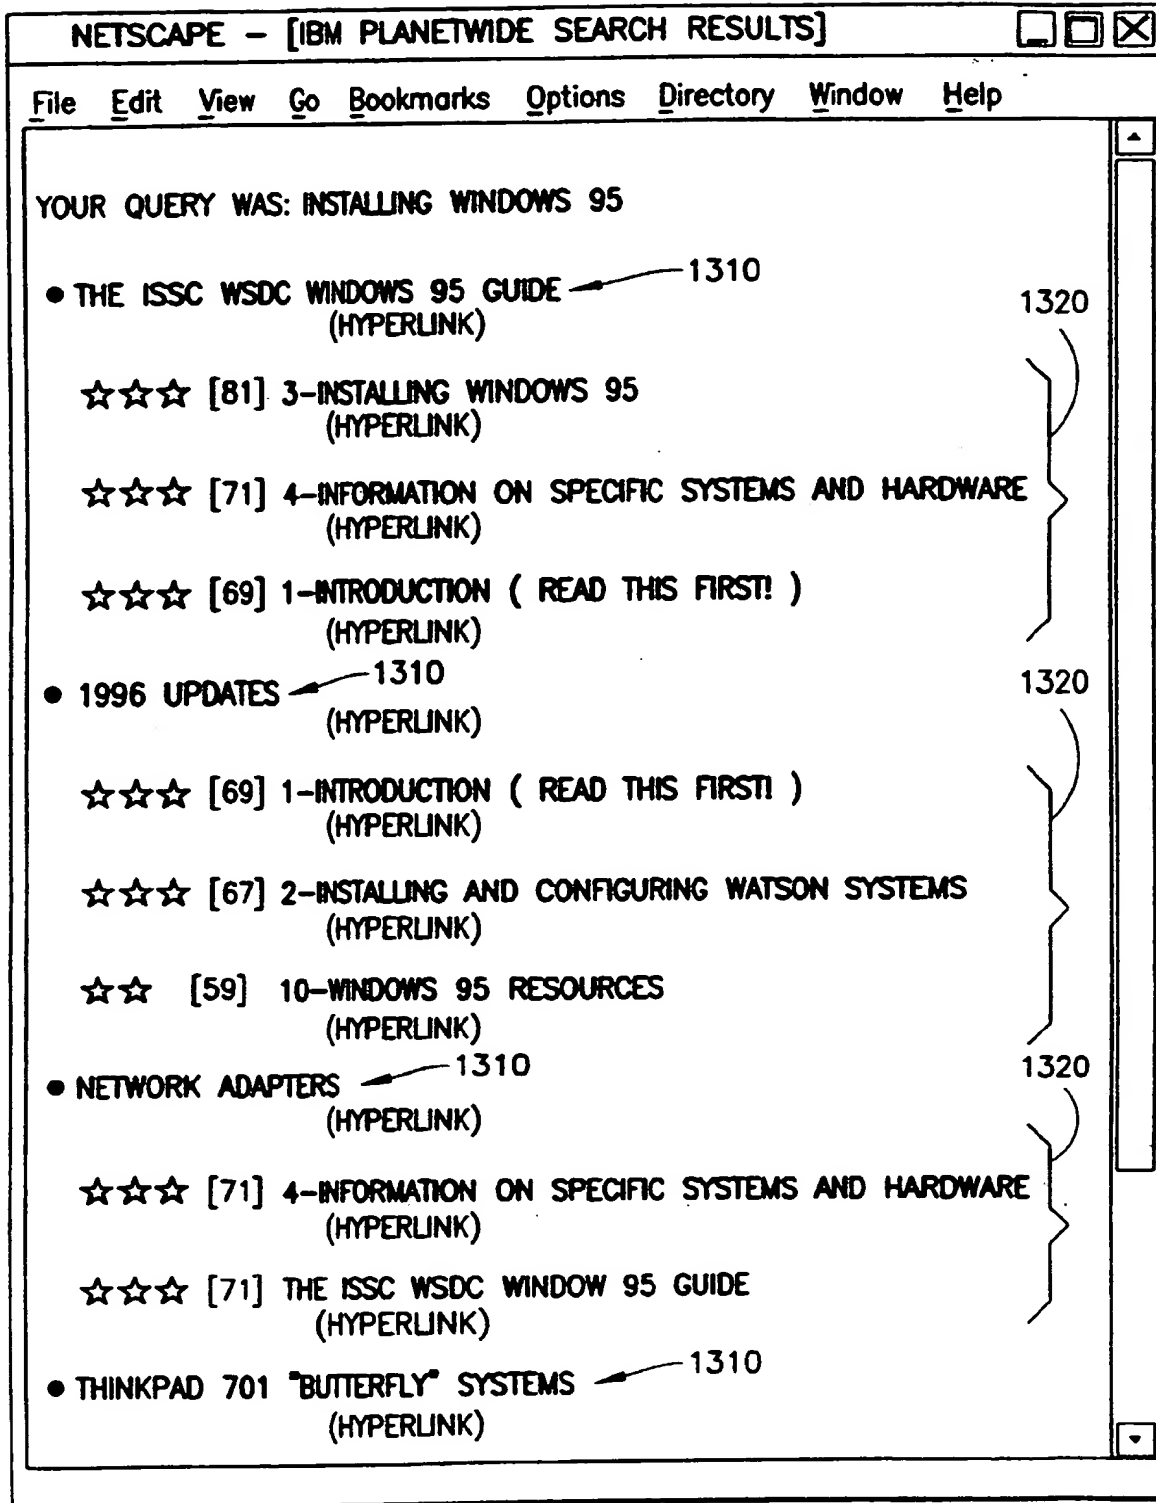 NETSCAPE – [IBM PLANETWIDE SEARCH RESULTS]
File Edit View Go Bookmarks Options Directory Window Help
YOUR QUERY WAS: INSTALLING WINDOWS 95
● THE ISSC WSDC WINDOWS 95 GUIDE 1310
(HYPERLINK)
1320
☆☆☆ [81] 3–INSTALLING WINDOWS 95
(HYPERLINK)
☆☆☆ [71] 4–INFORMATION ON SPECIFIC SYSTEMS AND HARDWARE
(HYPERLINK)
☆☆☆ [69] 1–INTRODUCTION ( READ THIS FIRST! )
(HYPERLINK)
● 1996 UPDATES 1310
(HYPERLINK)
1320
☆☆☆ [69] 1–INTRODUCTION ( READ THIS FIRST! )
(HYPERLINK)
☆☆☆ [67] 2–INSTALLING AND CONFIGURING WATSON SYSTEMS
(HYPERLINK)
☆☆ [59] 10–WINDOWS 95 RESOURCES
(HYPERLINK)
● NETWORK ADAPTERS 1310
(HYPERLINK)
1320
☆☆☆ [71] 4–INFORMATION ON SPECIFIC SYSTEMS AND HARDWARE
(HYPERLINK)
☆☆☆ [71] THE ISSC WSDC WINDOW 95 GUIDE
(HYPERLINK)
● THINKPAD 701 "BUTTERFLY" SYSTEMS 1310
(HYPERLINK)